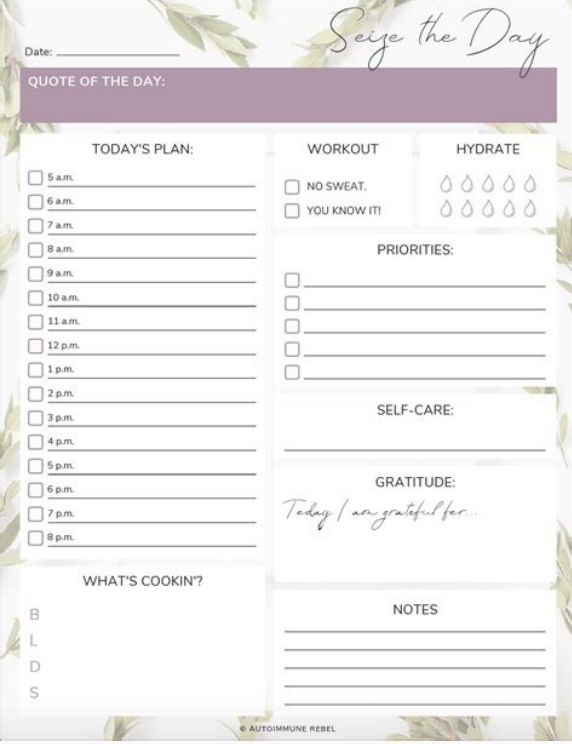 Seize the Day
Date:
QUOTE OF THE DAY:
TODAY'S PLAN:
5 a.m.
6 a.m.
7 a.m.
8 a.m.
9 a.m.
10 a.m.
11 a.m.
12 p.m.
1 p.m.
2 p.m.
3 p.m.
4 p.m.
5 p.m.
6 p.m.
7 p.m.
8 p.m.
WHAT'S COOKIN'?
B
L
D
S
WORKOUT
NO SWEAT.
YOU KNOW IT!
HYDRATE
PRIORITIES:
SELF-CARE:
GRATITUDE:
Today I am grateful for...
NOTES
© AUTOIMMUNE REBEL